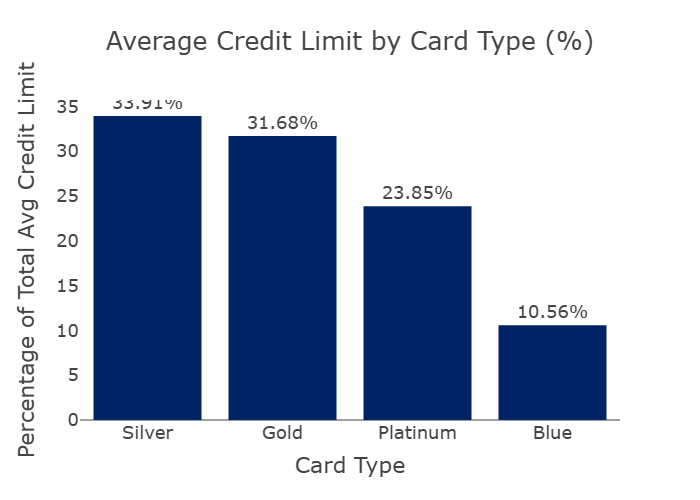 Average Credit Limit by Card Type (%)
Percentage of Total Avg Credit Limit
35
30
25
20
15
10
5
0
33.91%
31.68%
23.85%
10.56%
Silver
Gold
Platinum
Blue
Card Type